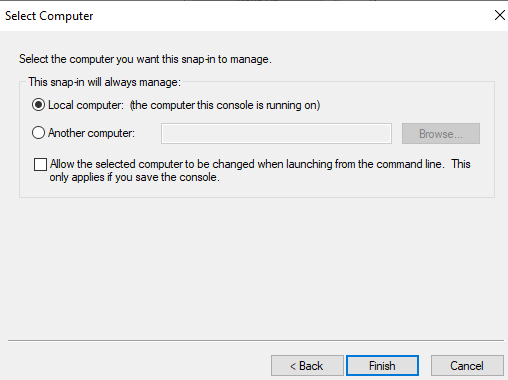 Select Computer
Select the computer you want this snap-in to manage.
This snap-in will always manage:
Local computer: (the computer this console is running on)
Another computer:
Browse...
Allow the selected computer to be changed when launching from the command line. This
only applies if you save the console.
< Back
Finish
Cancel